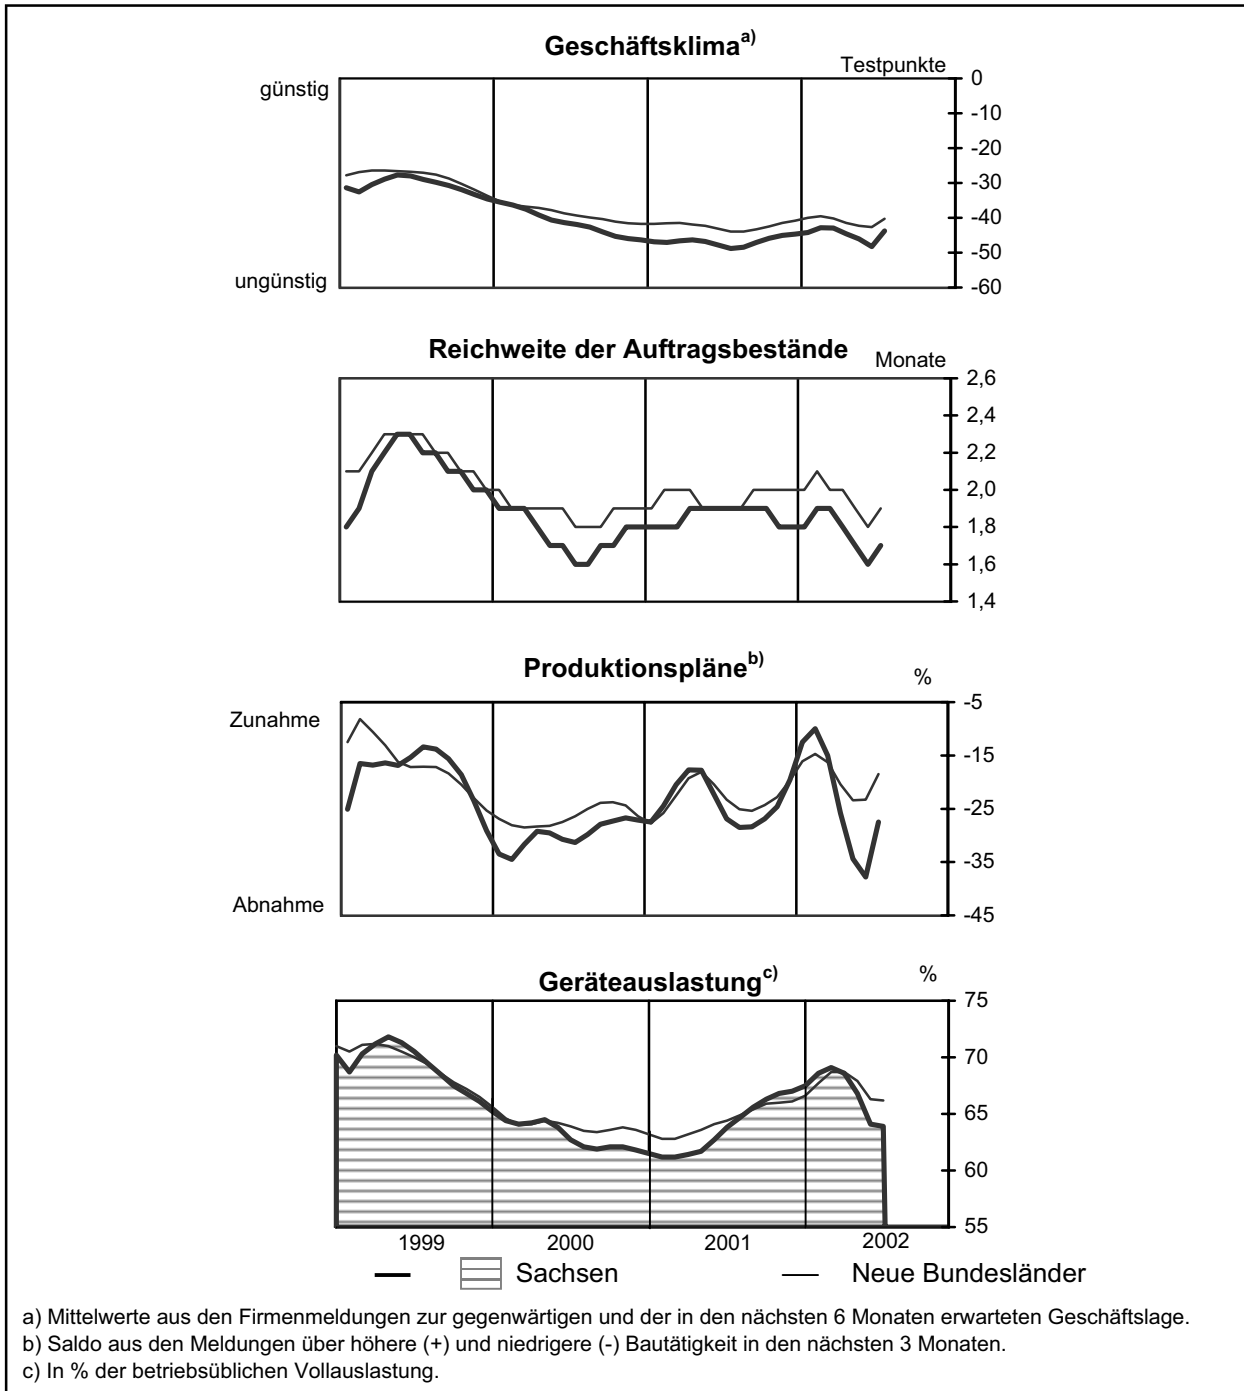 Geschäftsklima a)
Testpunkte
günstig
ungünstig
0
-10
-20
-30
-40
-50
-60
Reichweite der Auftragsbestände
Monate
2,6
2,4
2,2
2,0
1,8
1,6
1,4
Produktionspläne b)
%
Zunahme
Abnahme
-5
-15
-25
-35
-45
Geräteauslastung c)
%
75
70
65
60
55
1999 2000 2001 2002
Sachsen Neue Bundesländer
a) Mittelwerte aus den Firmenmeldungen zur gegenwärtigen und der in den nächsten 6 Monaten erwarteten Geschäftslage.
b) Saldo aus den Meldungen über höhere (+) und niedrigere (-) Bautätigkeit in den nächsten 3 Monaten.
c) In % der betriebsüblichen Vollauslastung.